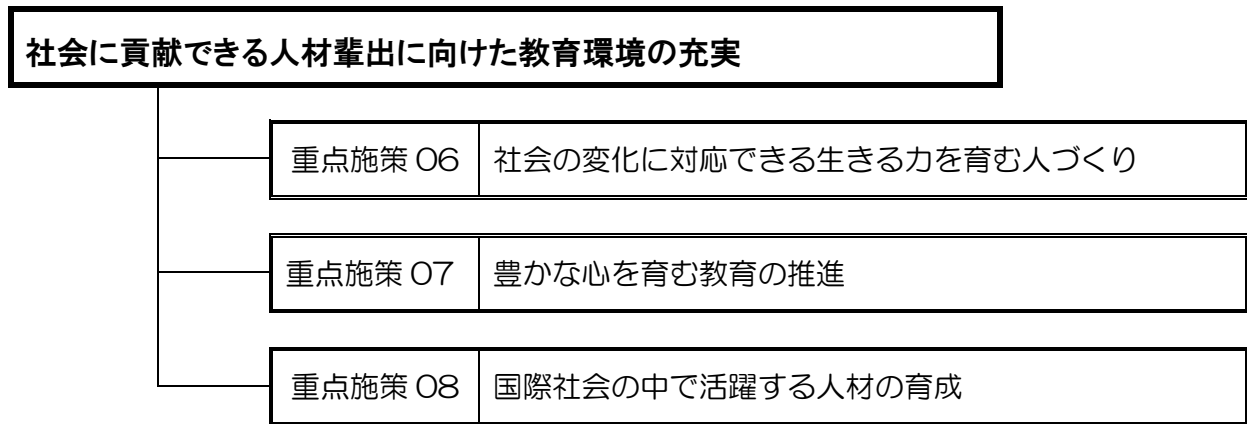 社会に貢献できる人材輩出に向けた教育環境の充実
重点施策 06 社会の変化に対応できる生きる力を育む人づくり
重点施策 07 豊かな心を育む教育の推進
重点施策 08 国際社会の中で活躍する人材の育成